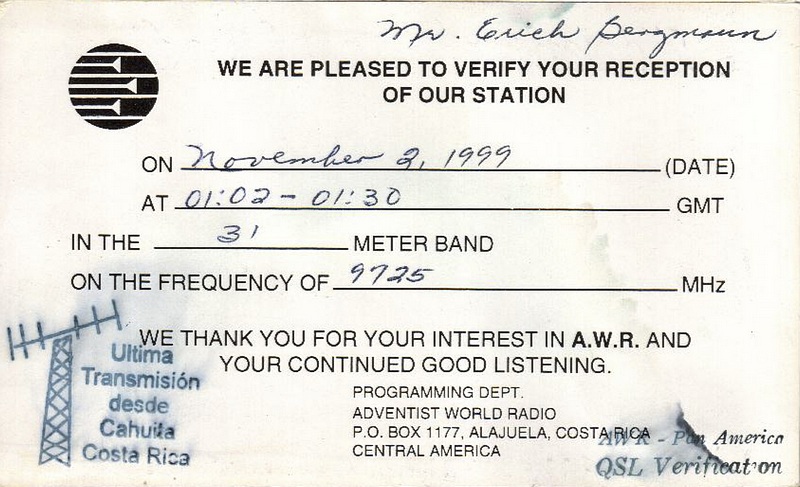 Mr. Erich Bergmann
WE ARE PLEASED TO VERIFY YOUR RECEPTION
OF OUR STATION
ON November 2, 1999 (DATE)
AT 01:02 - 01:30 GMT
IN THE 31 METER BAND
ON THE FREQUENCY OF 9725 MHz
WE THANK YOU FOR YOUR INTEREST IN A.W.R. AND
YOUR CONTINUED GOOD LISTENING.
Ultima
Transmisión
desde
Cahuita
Costa Rica
PROGRAMMING DEPT.
ADVENTIST WORLD RADIO
P.O. BOX 1177, ALAJUELA, COSTA RICA
CENTRAL AMERICA
AWR - Pan America
QSL Verification